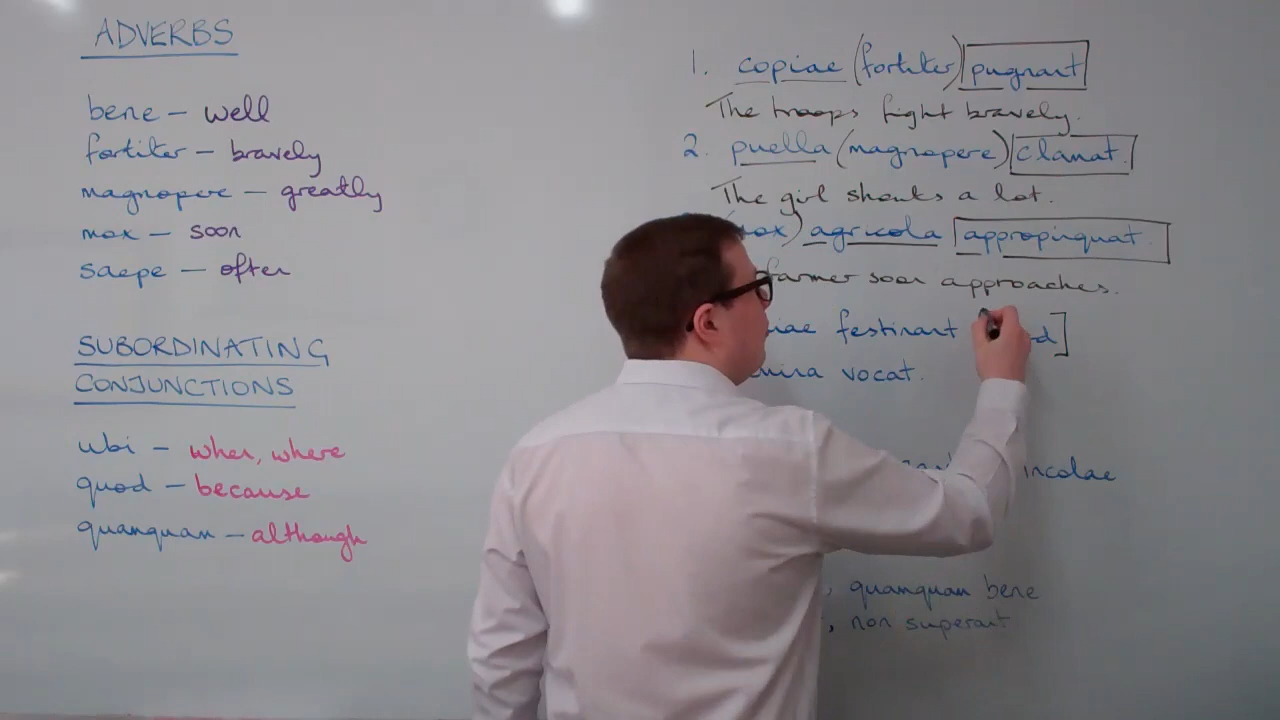 ADVERBS
bene – well
fortiter – bravely
magnopere – greatly
mox – soon
saepe – often
SUBORDINATING
CONJUNCTIONS
ubi – when, where
quod – because
quamquam – although
1. copiae (fortiter) pugnant
The troops fight bravely.
2. puella (magnopere) clamat.
The girl shouts a lot.
agricola appropinquat.
farmer soon approaches.
festinant
vocat.
incolae
, quamquam bene
, non superant